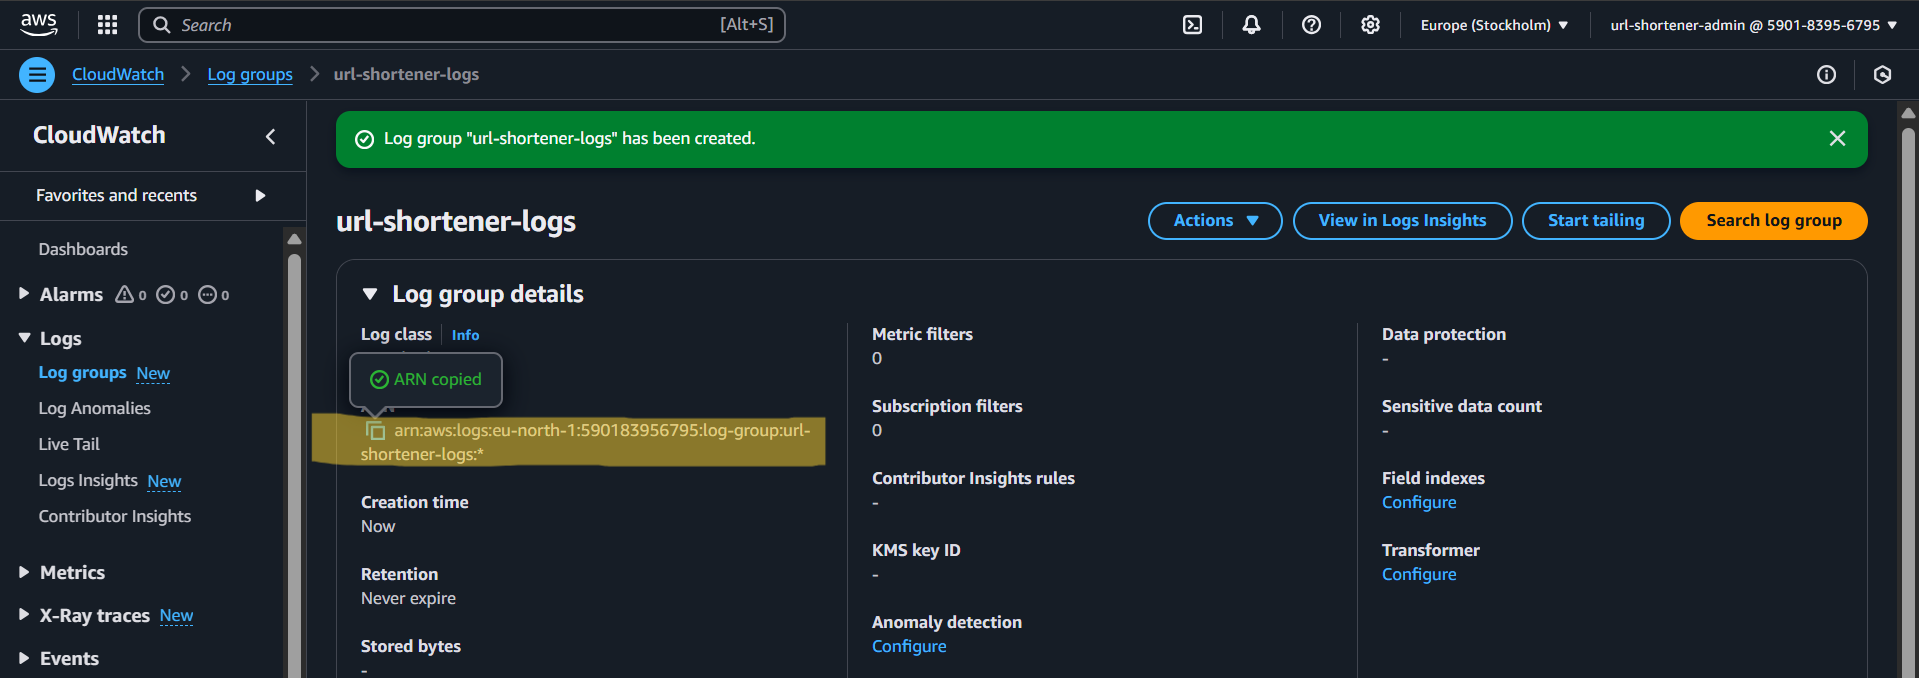 aws
Search
[Alt+S]
Europe (Stockholm)
url-shortener-admin @ 5901-8395-6795
CloudWatch
Log groups
url-shortener-logs
CloudWatch
Favorites and recents
Dashboards
Alarms 0 0 0
Logs
Log groups New
Log Anomalies
Live Tail
Logs Insights New
Contributor Insights
Metrics
X-Ray traces New
Events
Log group "url-shortener-logs" has been created.
url-shortener-logs
Actions
View in Logs Insights
Start tailing
Search log group
Log group details
Log class
Info
ARN copied
arn:aws:logs:eu-north-1:590183956795:log-group:url-
shortener-logs:*
Creation time
Now
Retention
Never expire
Stored bytes
-
Metric filters
0
Subscription filters
0
Contributor Insights rules
-
KMS key ID
-
Anomaly detection
Configure
Data protection
-
Sensitive data count
-
Field indexes
Configure
Transformer
Configure